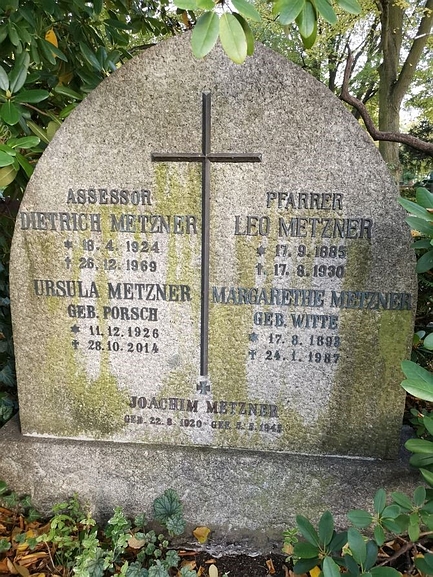 ASSESSOR
DIETRICH METZNER
* 18. 4. 1924
† 26. 12. 1969
URSULA METZNER
GEB. PORSCH
* 11. 12. 1926
† 28. 10. 2014
PFARRER
LEO METZNER
* 17. 9. 1885
† 17. 8. 1930
MARGARETHE METZNER
GEB. WITTE
* 17. 8. 1893
† 24. 1. 1987
JOACHIM METZNER
GEB. 22. 8. 1920 GEF.